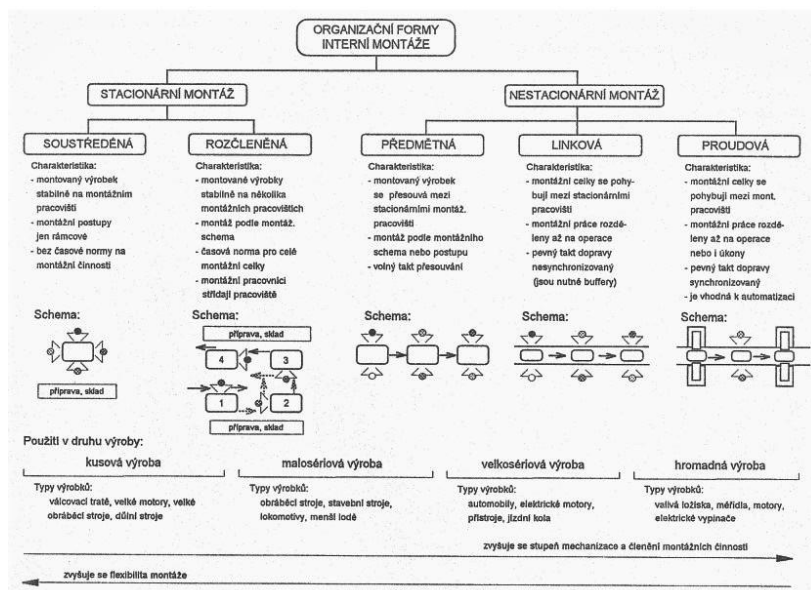 ORGANIZAČNÍ FORMY
INTERNÍ MONTÁŽE
STACIONÁRNÍ MONTÁŽ
NESTACIONÁRNÍ MONTÁŽ
SOUSTŘEDĚNÁ
Charakteristika:
- montovaný výrobek
stabilně na montážním
pracovišti
- montážní postupy
jen rámcové
- bez časové normy na
montážní činnosti
Schema:
příprava, sklad
ROZČLENĚNÁ
Charakteristika:
- montované výrobky
stabilně na několika
montážních pracovištích
- montáž podle montáž.
schema
- časová norma pro celé
montážní celky
- montážní pracovníci
střídají pracoviště
Schema:
příprava, sklad
4
3
1
2
příprava, sklad
PŘEDMĚTNÁ
Charakteristika:
- montovaný výrobek
se přesouvá mezi
stacionárními montáž.
pracovišti
- montáž podle montážního
schema nebo postupu
- volný takt přesouvání
Schema:
LINKOVÁ
Charakteristika:
- montážní celky se pohy-
bují mezi stacionárními
pracovišti
- montážní práce rozdě-
leny až na operace
- pevný takt dopravy
nesynchronizovaný
(jsou nutné buffery)
Schema:
PROUDOVÁ
Charakteristika:
- montážní celky se
pohybují mezi mont.
pracovišti
- montážní práce rozdě-
leny až na operace
nebo i úkony
- pevný takt dopravy
synchronizovaný
- je vhodná k automatizaci
Schema:
Použití v druhu výroby:
kusová výroba
Typy výrobků:
válcovací tratě, velké motory, velké
obráběcí stroje, důlní stroje
malosériová výroba
Typy výrobků:
obráběcí stroje, stavební stroje,
lokomotivy, menší lodě
velkosériová výroba
Typy výrobků:
automobily, elektrické motory,
přístroje, jízdní kola
hromadná výroba
Typy výrobků:
valivá ložiska, měřidla, motory,
elektrické vypínače
zvyšuje se stupeň mechanizace a členění montážních činností
zvyšuje se flexibilita montáže